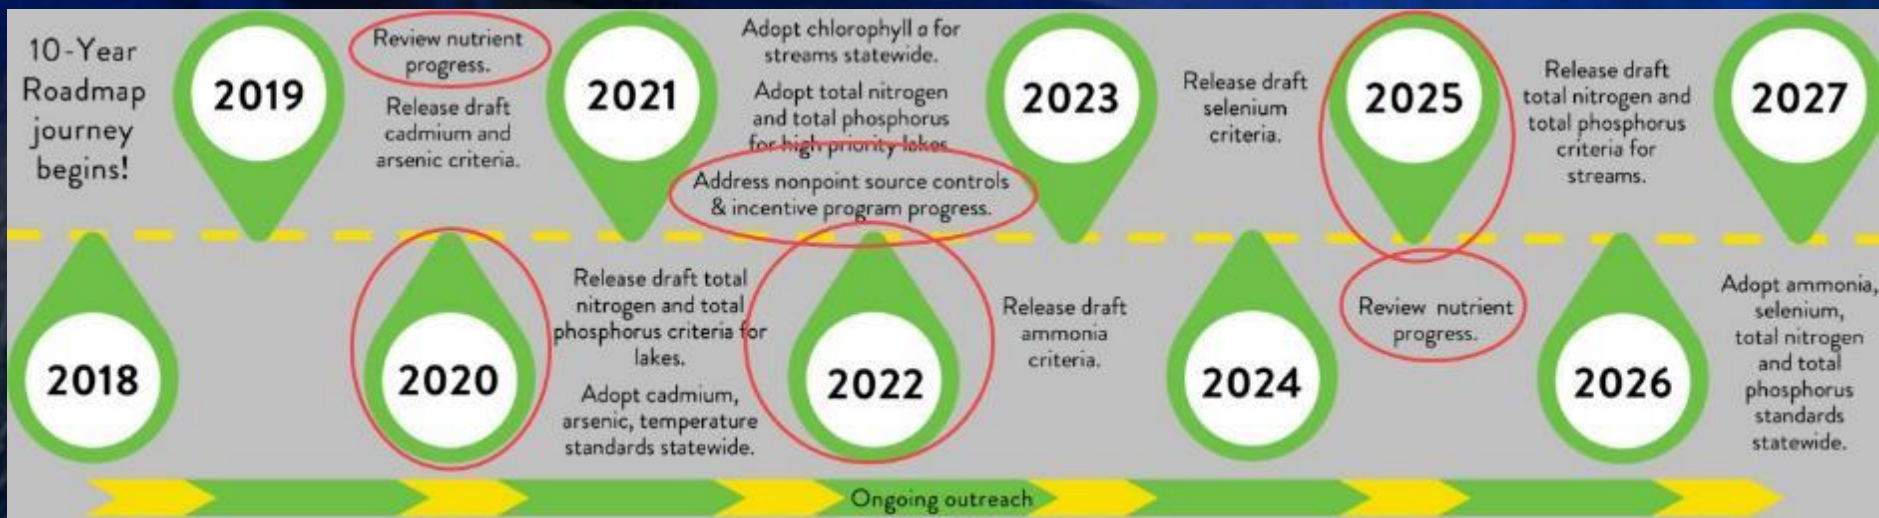 10-Year
Roadmap
journey
begins!
2018
2019
Review nutrient
progress.
Release draft
cadmium and
arsenic criteria.
2020
2021
Release draft total
nitrogen and total
phosphorus criteria for
lakes.
Adopt cadmium,
arsenic, temperature
standards statewide.
Adopt chlorophyll a for
streams statewide.
Adopt total nitrogen
and total phosphorus
for high priority lakes.
Address nonpoint source controls
& incentive program progress.
2022
2023
Release draft
ammonia
criteria.
Release draft
selenium
criteria.
2024
2025
Review nutrient
progress.
Release draft
total nitrogen and
total phosphorus
criteria for
streams.
2026
2027
Adopt ammonia,
selenium,
total nitrogen
and total
phosphorus
standards
statewide.
Ongoing outreach